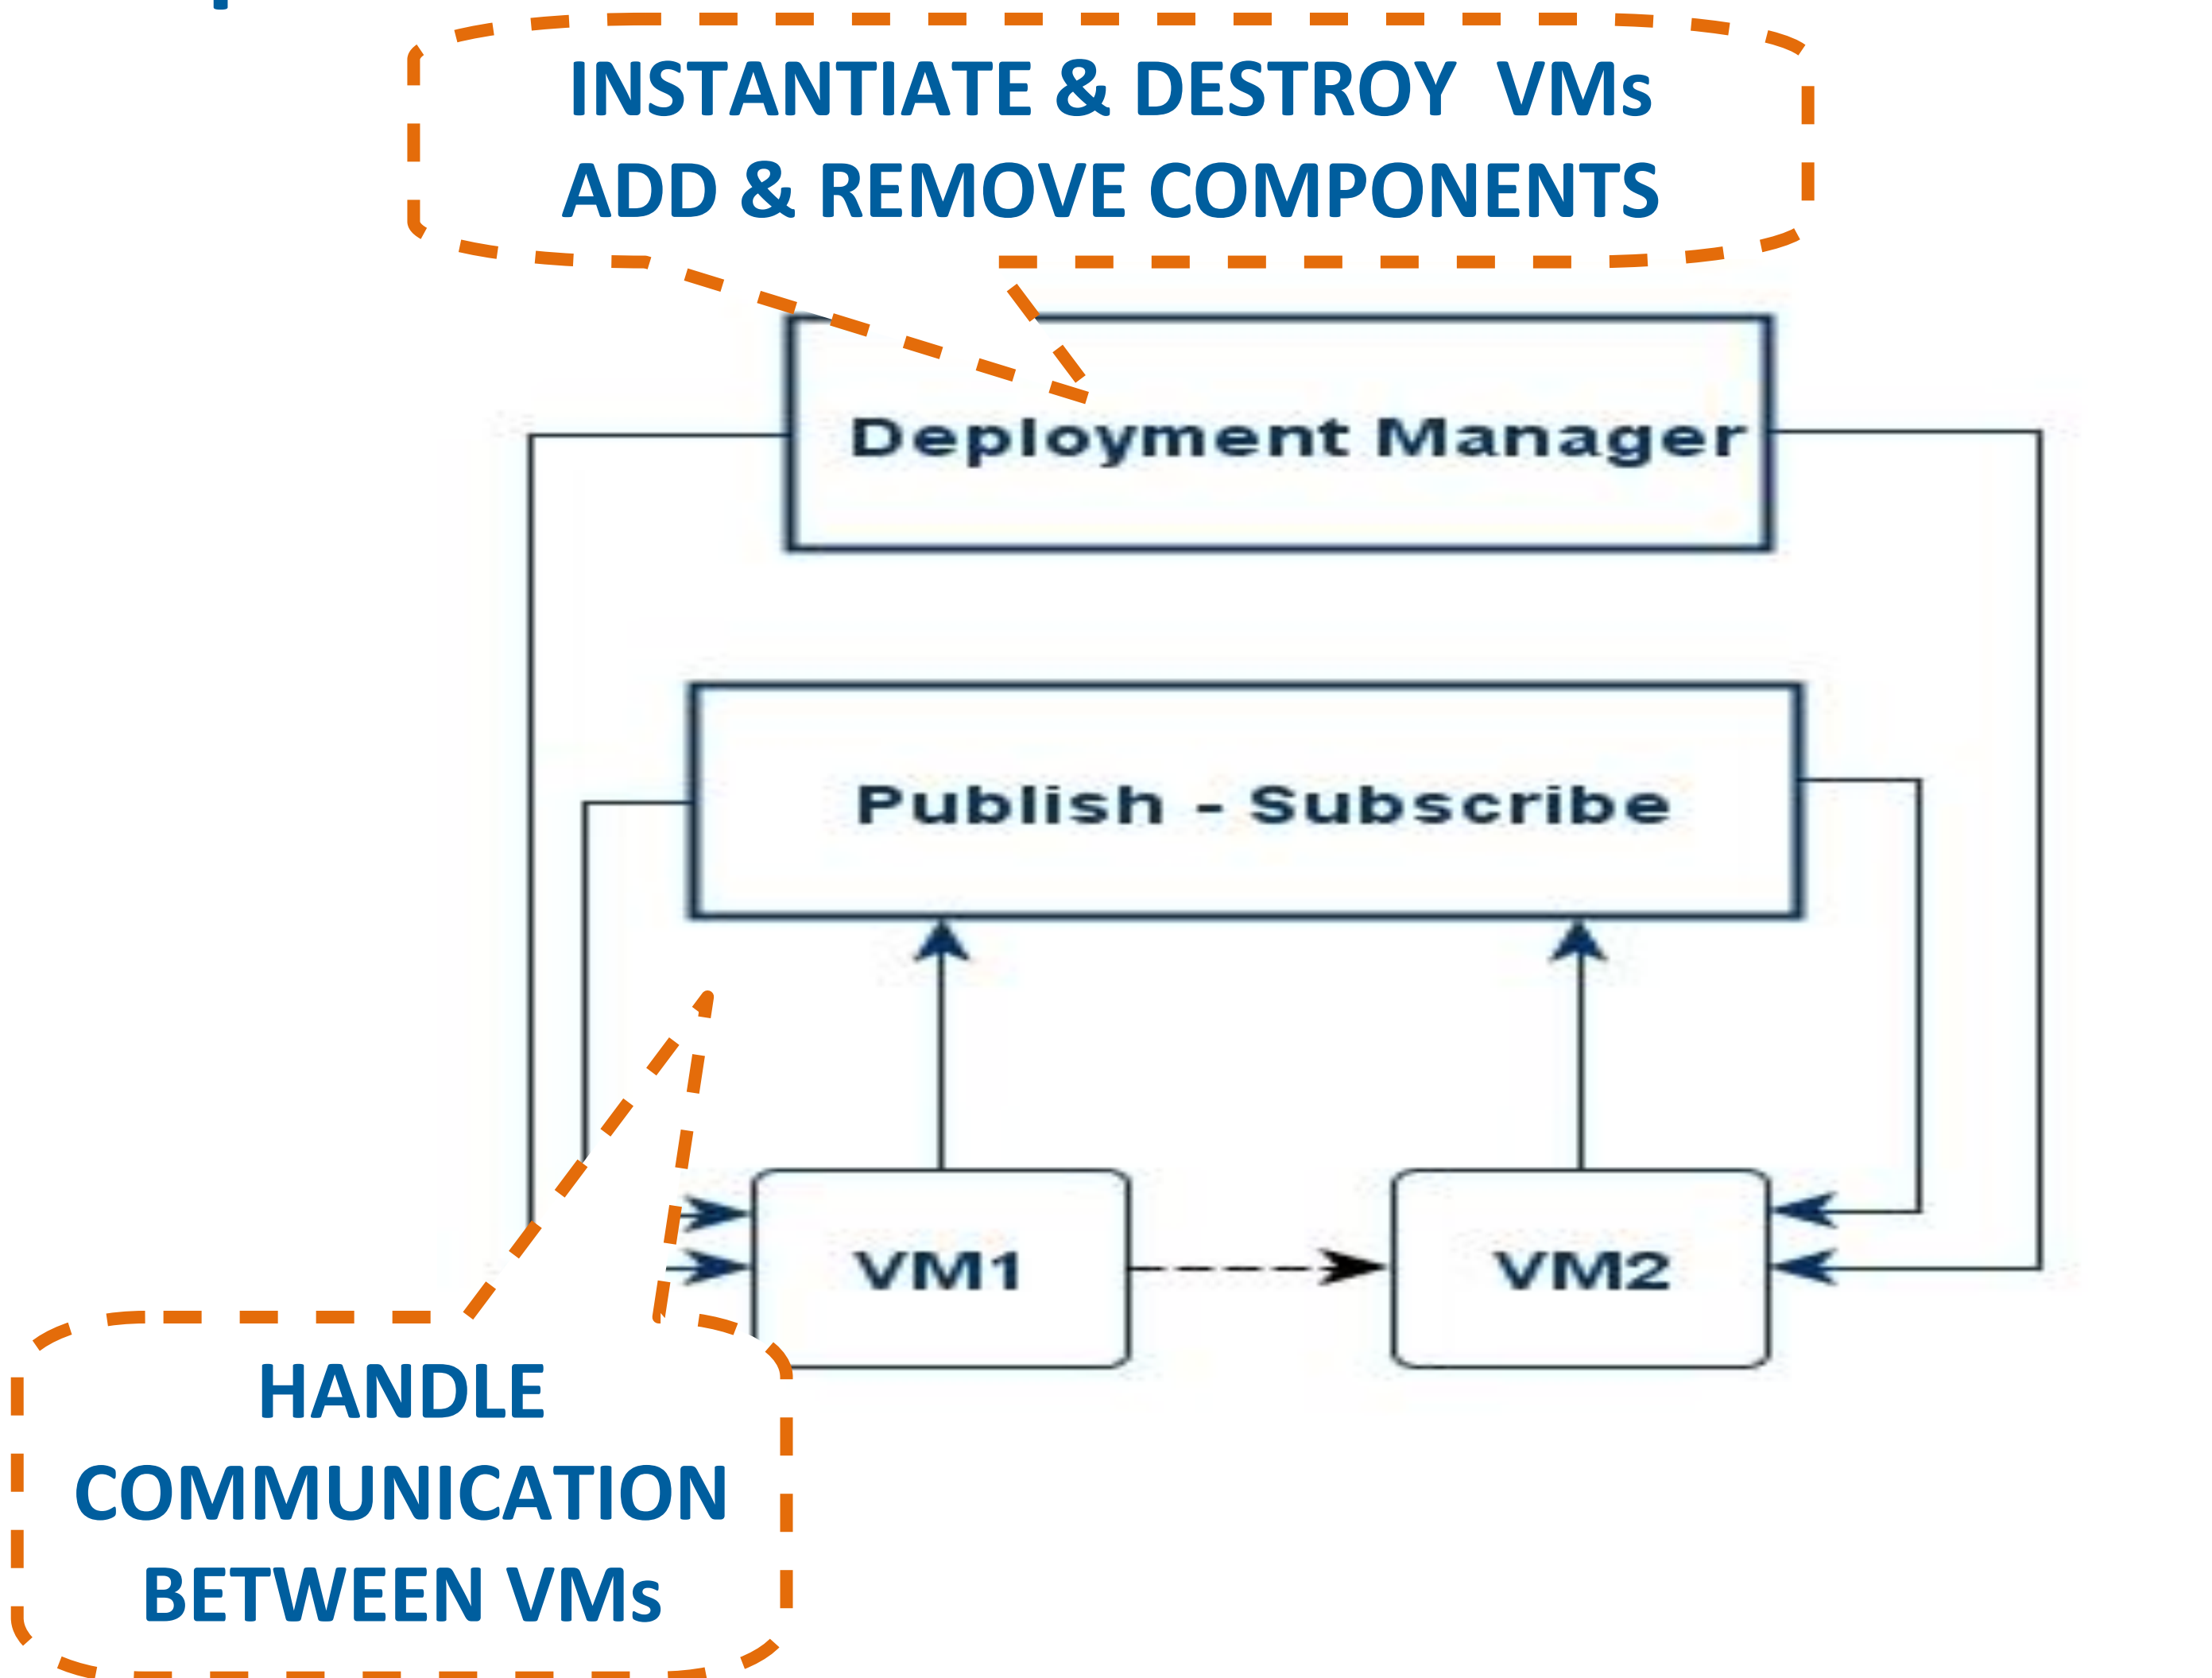 INSTANTIATE & DESTROY VMs
ADD & REMOVE COMPONENTS
Deployment Manager
Publish - Subscribe
VM1
VM2
HANDLE
COMMUNICATION
BETWEEN VMs